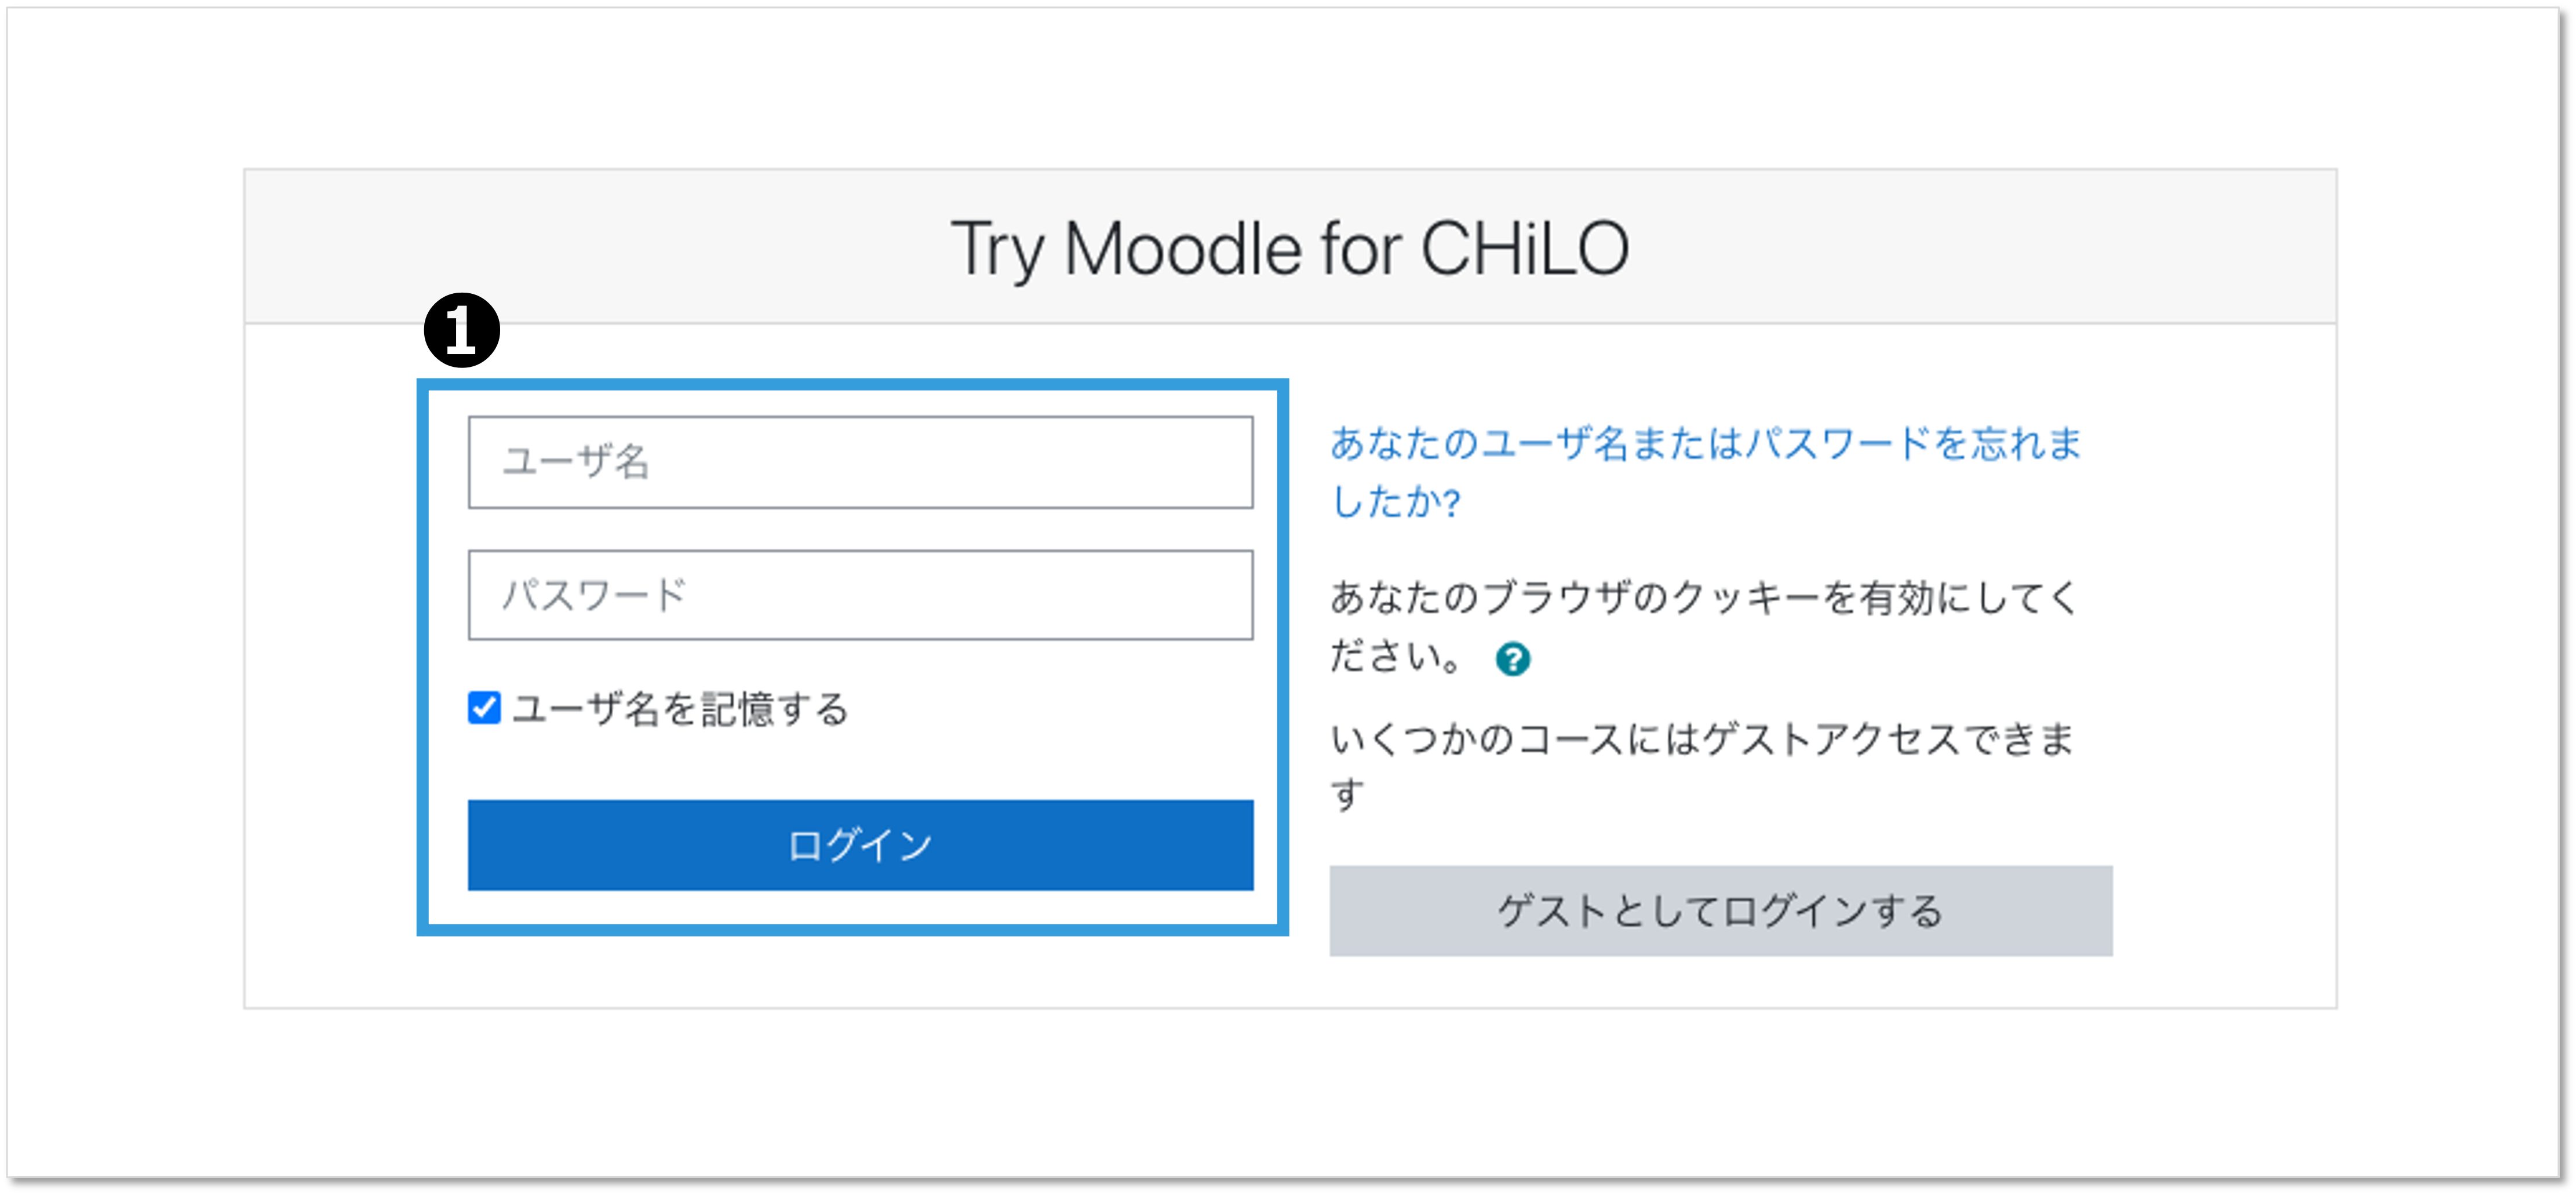 Try Moodle for CHiLO
❶
ユーザ名
パスワード
ユーザ名を記憶する
ログイン
あなたのユーザ名またはパスワードを忘れま
したか?
あなたのブラウザのクッキーを有効にしてく
ださい。 ?
いくつかのコースにはゲストアクセスできま
す
ゲストとしてログインする